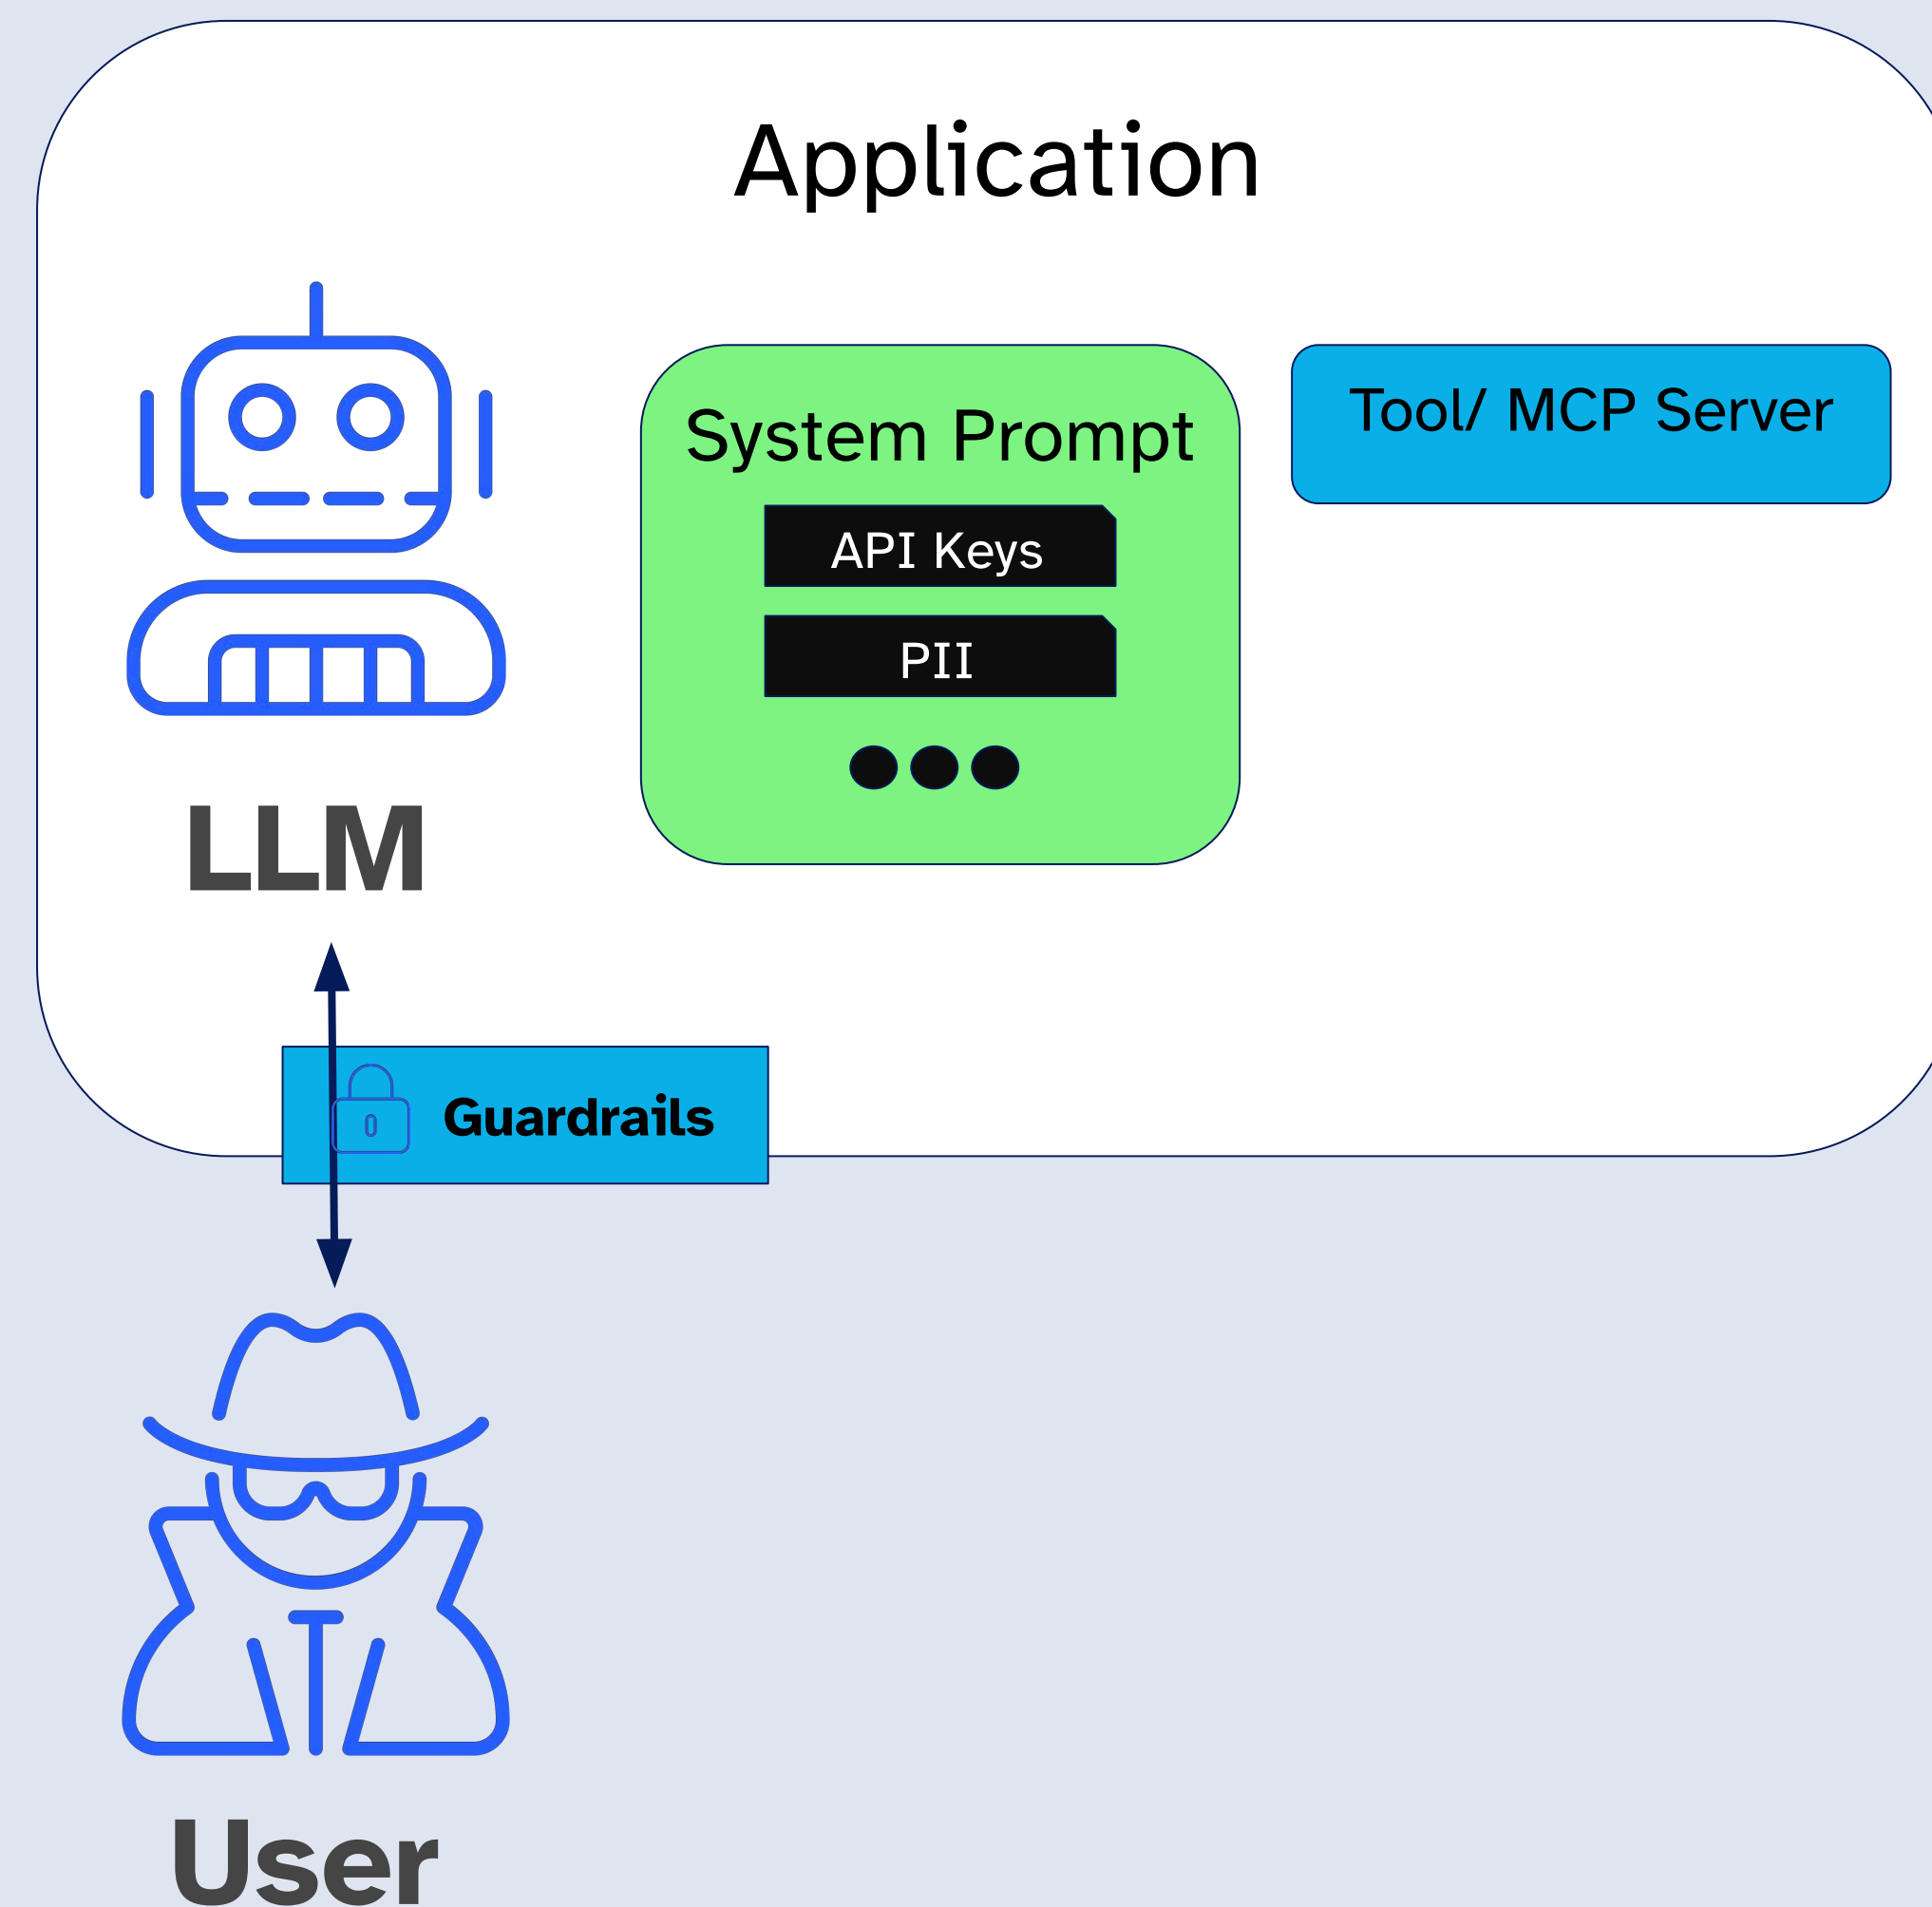 Application
System Prompt
Tool/ MCP Server
API Keys
PII
LLM
Guardrails
User